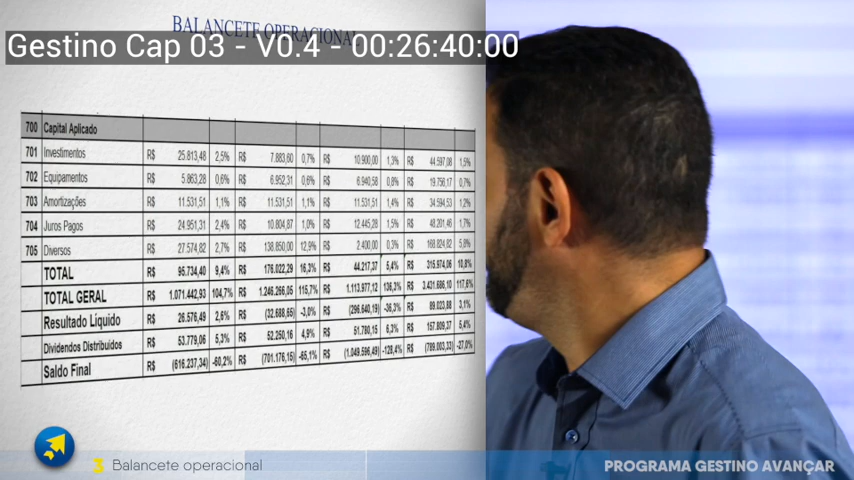 BALANCETE OPERACIONAL
Gestino Cap 03 - V0.4 - 00:26:40:00
700 Capital Aplicado
701 Investimentos R$ 25.813,48 2,5% R$ 7.883,60 0,7% R$ 10.900,00 1,3% R$ 44.597,08 1,5%
702 Equipamentos R$ 5.863,28 0,6% R$ 6.952,31 0,6% R$ 6.940,58 0,8% R$ 19.756,17 0,7%
703 Amortizações R$ 11.531,51 1,1% R$ 11.531,51 1,1% R$ 11.531,51 1,4% R$ 34.594,53 1,2%
704 Juros Pagos R$ 24.951,31 2,4% R$ 10.804,87 1,0% R$ 12.445,28 1,5% R$ 48.201,46 1,7%
705 Diversos R$ 27.574,82 2,7% R$ 138.850,00 12,9% R$ 2.400,00 0,3% R$ 168.824,82 5,8%
TOTAL R$ 95.734,40 9,4% R$ 176.022,29 16,3% R$ 44.217,37 5,4% R$ 315.974,06 10,8%
TOTAL GERAL R$ 1.071.442,93 104,7% R$ 1.246.266,05 115,7% R$ 1.113.977,12 136,3% R$ 3.431.686,10 117,6%
Resultado Líquido R$ 26.576,49 2,6% R$ (32.688,65) -3,0% R$ (296.640,19) -36,3% R$ 89.023,88 3,1%
Dividendos Distribuidos R$ 53.779,06 5,3% R$ 52.250,16 4,9% R$ 51.780,15 6,3% R$ 157.809,37 5,4%
Saldo Final R$ (616.237,34) -60,2% R$ (701.176,15) -65,1% R$ (1.049.596,49) -128,4% R$ (789.003,33) -27,0%
3 Balancete operacional
PROGRAMA GESTINO AVANÇAR